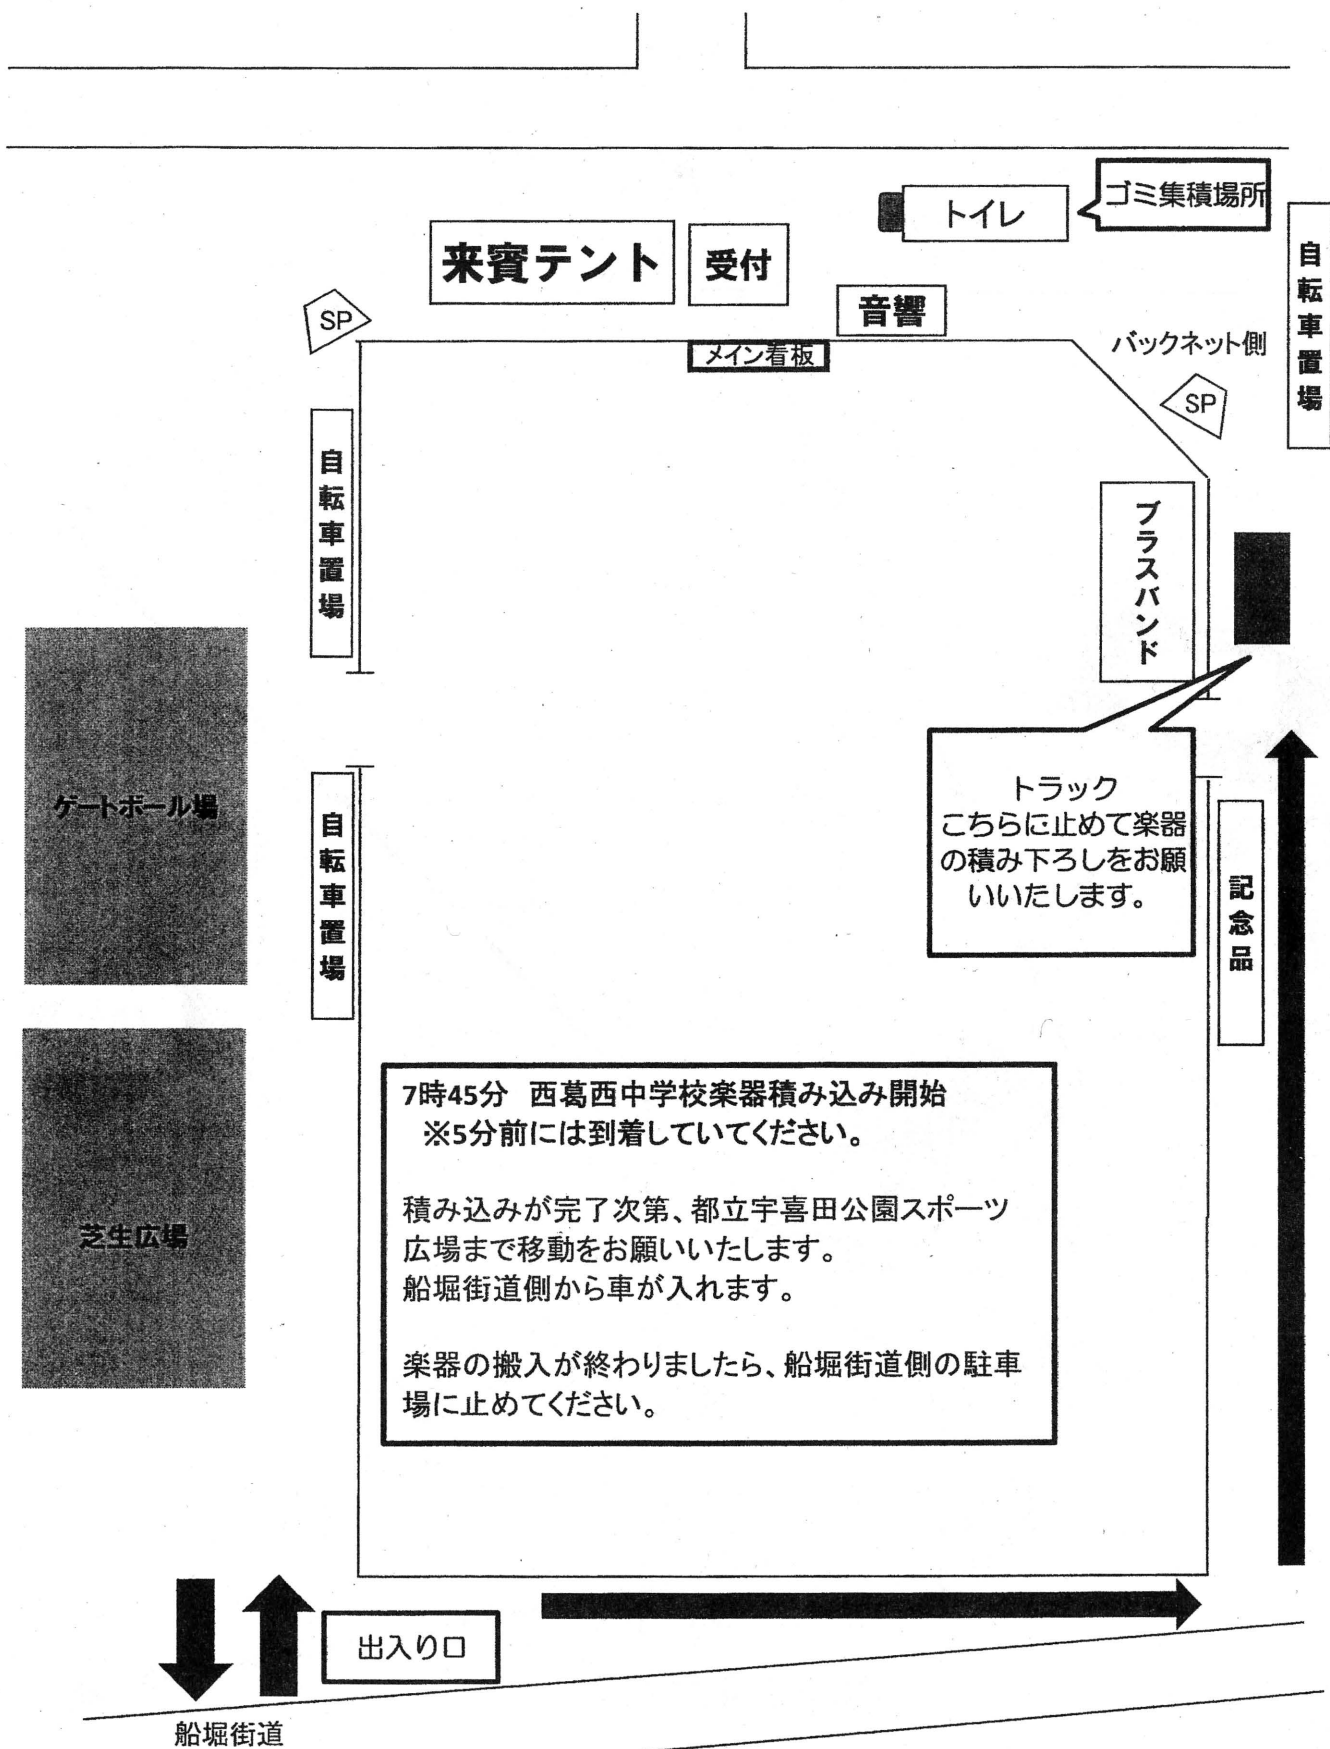 トイレ
ゴミ集積場所
来賓テント
受付
自転車置場
音響
SP
メイン看板
バックネット側
SP
自転車置場
ブラスバンド
ゲートボール場
自転車置場
トラック
こちらに止めて楽器
の積み下ろしをお願
いいたします。
記念品
7時45分 西葛西中学校楽器積み込み開始
※5分前には到着していてください。
積み込みが完了次第、都立宇喜田公園スポーツ
広場まで移動をお願いいたします。
船堀街道側から車が入れます。
楽器の搬入が終わりましたら、船堀街道側の駐車
場に止めてください。
芝生広場
出入り口
船堀街道